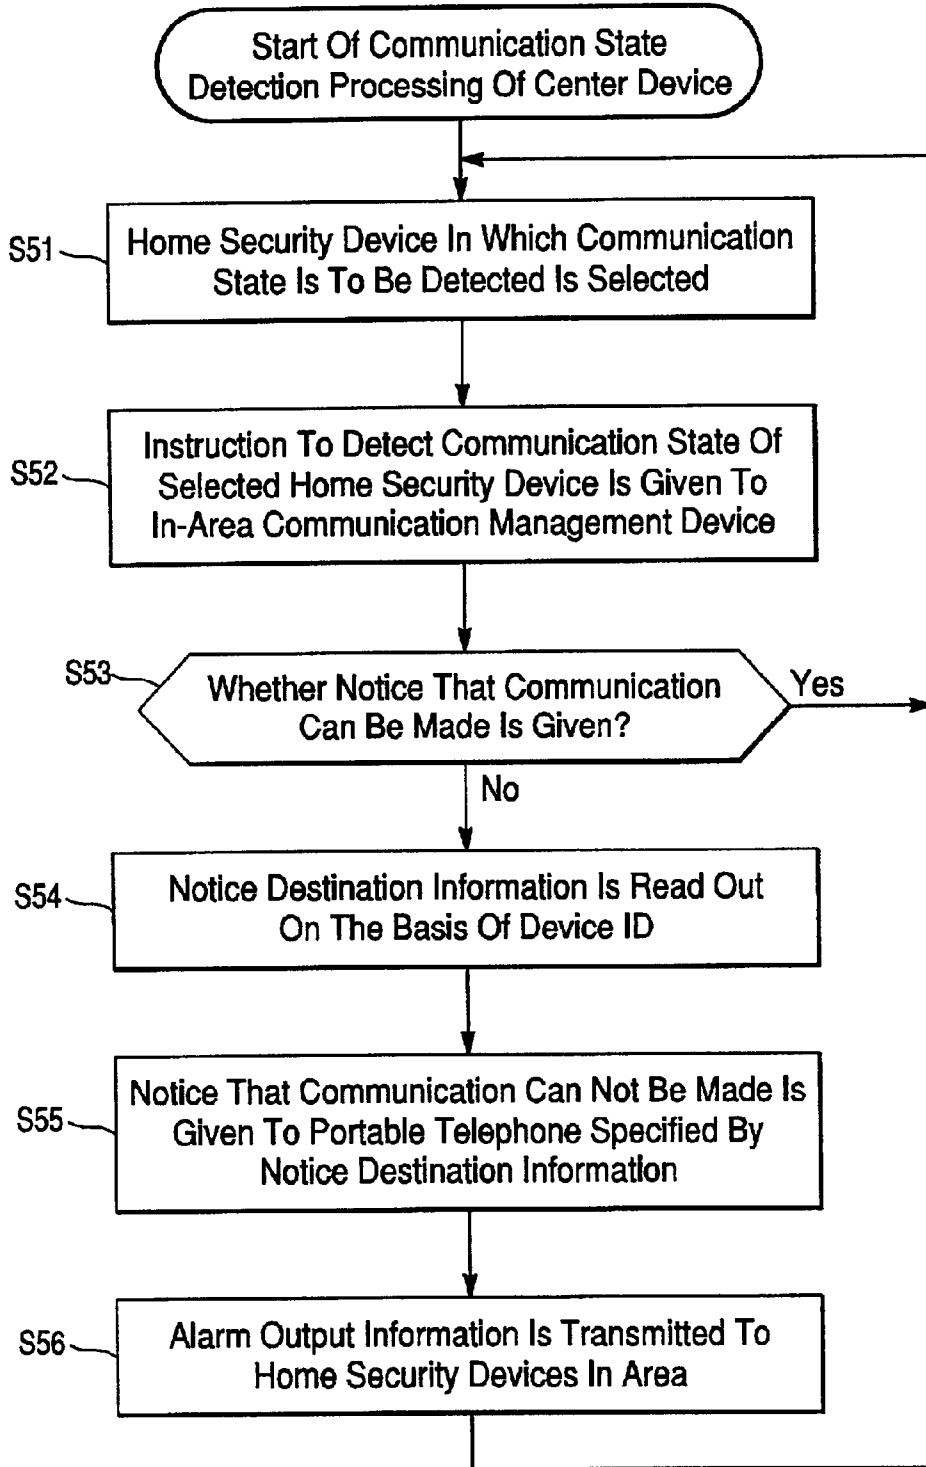 Start Of Communication State
Detection Processing Of Center Device
S51
Home Security Device In Which Communication
State Is To Be Detected Is Selected
S52
Instruction To Detect Communication State Of
Selected Home Security Device Is Given To
In-Area Communication Management Device
S53
Whether Notice That Communication
Can Be Made Is Given?
Yes
No
S54
Notice Destination Information Is Read Out
On The Basis Of Device ID
S55
Notice That Communication Can Not Be Made Is
Given To Portable Telephone Specified By
Notice Destination Information
S56
Alarm Output Information Is Transmitted To
Home Security Devices In Area